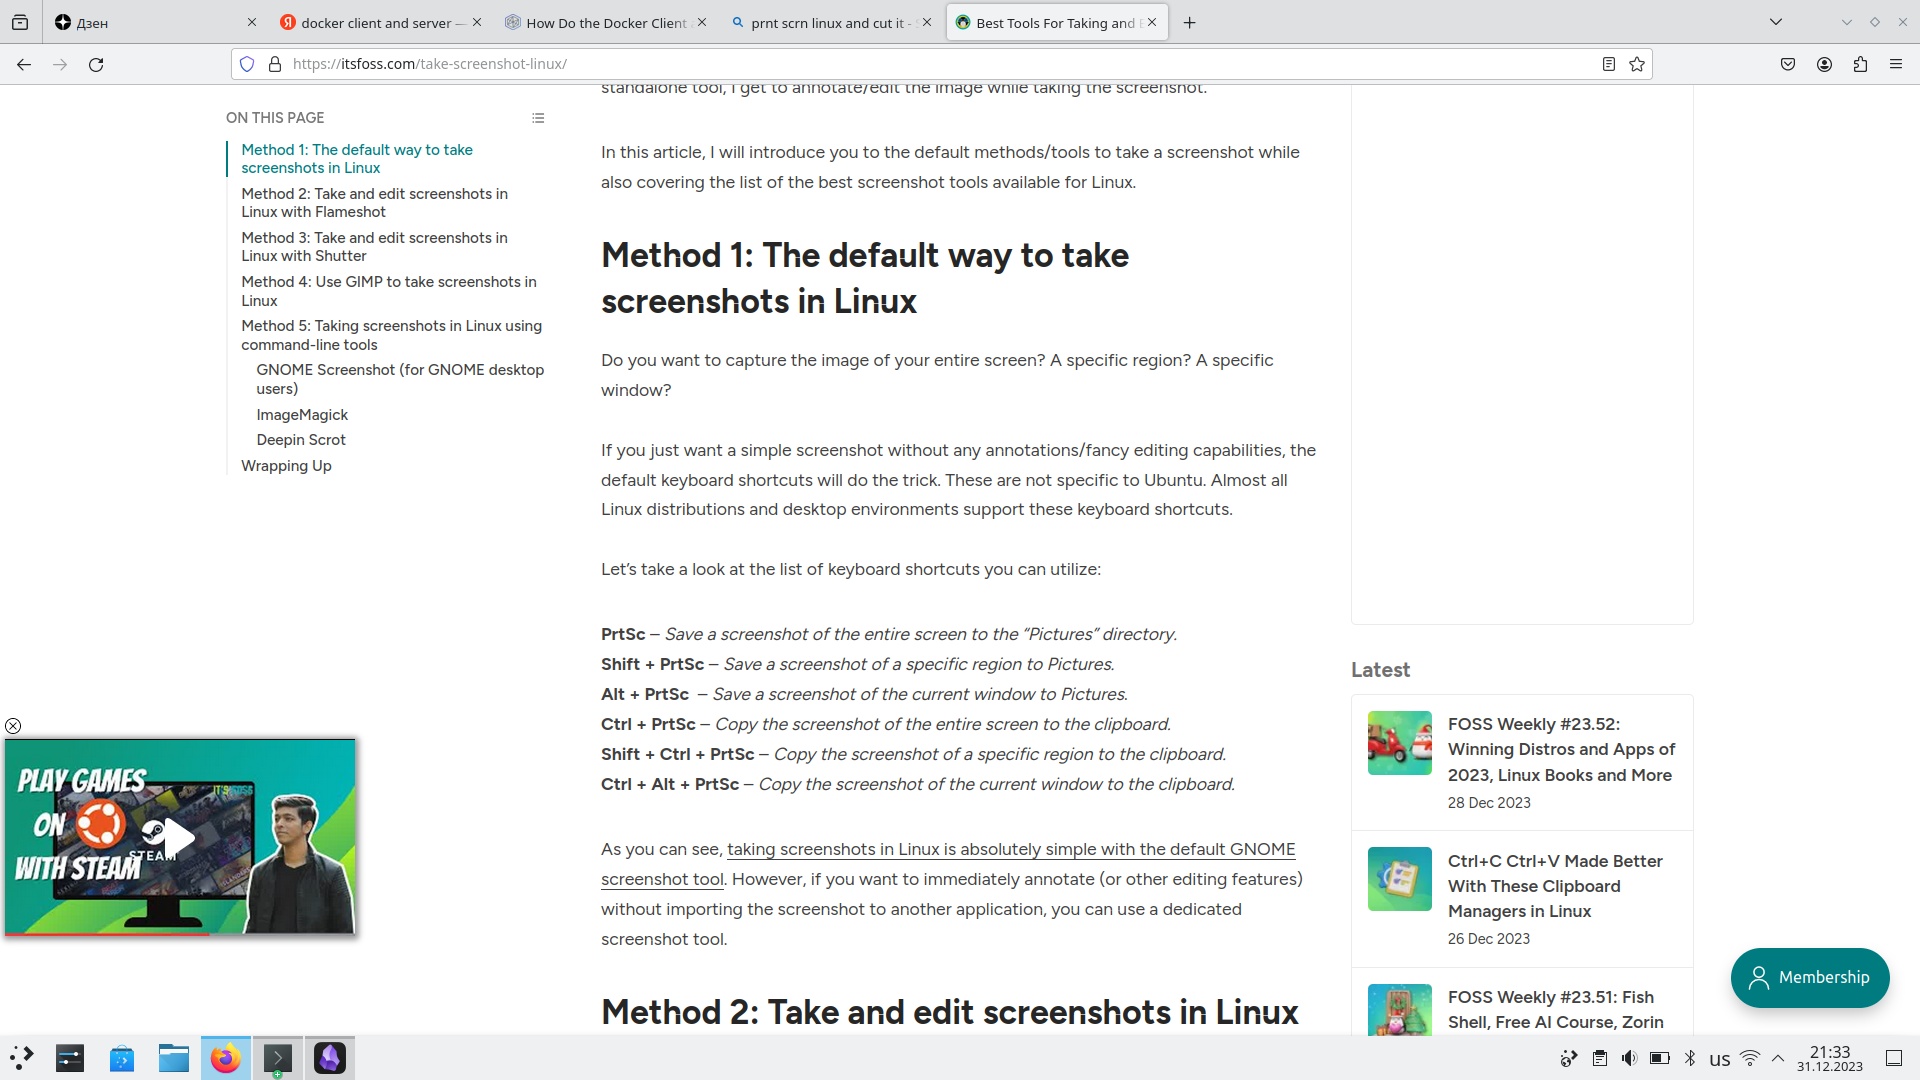 Дзен
docker client and server —
How Do the Docker Client
prnt scrn linux and cut it -
Best Tools For Taking and
https://itsfoss.com/take-screenshot-linux/
ON THIS PAGE
Method 1: The default way to take
screenshots in Linux
Method 2: Take and edit screenshots in
Linux with Flameshot
Method 3: Take and edit screenshots in
Linux with Shutter
Method 4: Use GIMP to take screenshots in
Linux
Method 5: Taking screenshots in Linux using
command-line tools
GNOME Screenshot (for GNOME desktop
users)
ImageMagick
Deepin Scrot
Wrapping Up
standalone tool, I get to annotate/edit the image while taking the screenshot.
In this article, I will introduce you to the default methods/tools to take a screenshot while
also covering the list of the best screenshot tools available for Linux.
Method 1: The default way to take
screenshots in Linux
Do you want to capture the image of your entire screen? A specific region? A specific
window?
If you just want a simple screenshot without any annotations/fancy editing capabilities, the
default keyboard shortcuts will do the trick. These are not specific to Ubuntu. Almost all
Linux distributions and desktop environments support these keyboard shortcuts.
Let’s take a look at the list of keyboard shortcuts you can utilize:
PrtSc – Save a screenshot of the entire screen to the “Pictures” directory.
Shift + PrtSc – Save a screenshot of a specific region to Pictures.
Alt + PrtSc – Save a screenshot of the current window to Pictures.
Ctrl + PrtSc – Copy the screenshot of the entire screen to the clipboard.
Shift + Ctrl + PrtSc – Copy the screenshot of a specific region to the clipboard.
Ctrl + Alt + PrtSc – Copy the screenshot of the current window to the clipboard.
As you can see, taking screenshots in Linux is absolutely simple with the default GNOME
screenshot tool. However, if you want to immediately annotate (or other editing features)
without importing the screenshot to another application, you can use a dedicated
screenshot tool.
Method 2: Take and edit screenshots in Linux
PLAY GAMES
IT'S FOSS
ON
STEAM
WITH STEAM
Latest
FOSS Weekly #23.52:
Winning Distros and Apps of
2023, Linux Books and More
28 Dec 2023
Ctrl+C Ctrl+V Made Better
With These Clipboard
Managers in Linux
26 Dec 2023
FOSS Weekly #23.51: Fish
Shell, Free AI Course, Zorin
Membership
us
21:33
31.12.2023